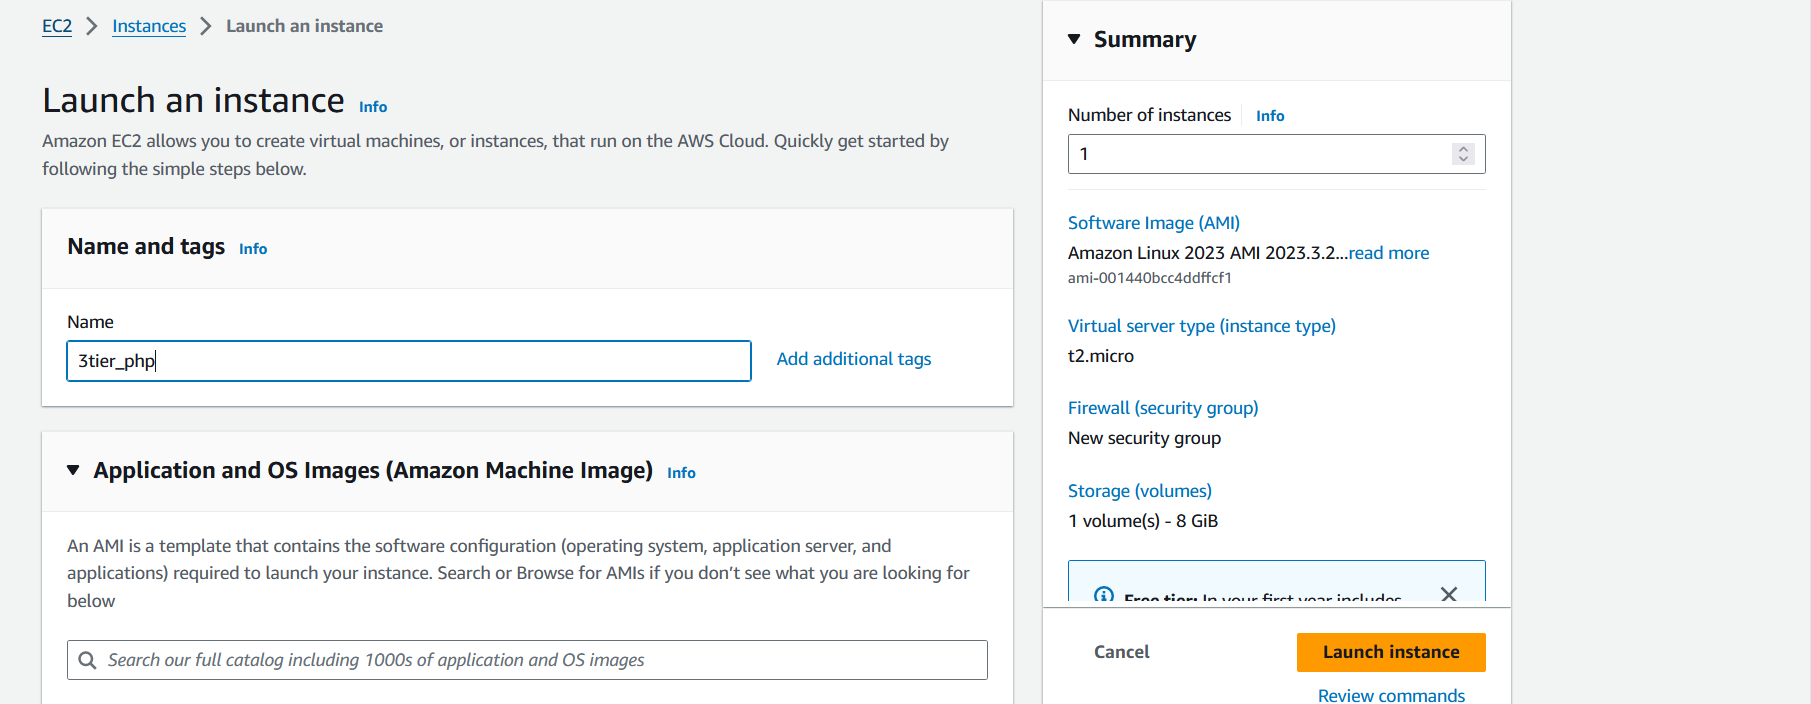 EC2 > Instances > Launch an instance
Launch an instance Info
Amazon EC2 allows you to create virtual machines, or instances, that run on the AWS Cloud. Quickly get started by
following the simple steps below.
Name and tags Info
Name
3tier_php
Add additional tags
Application and OS Images (Amazon Machine Image) Info
An AMI is a template that contains the software configuration (operating system, application server, and
applications) required to launch your instance. Search or Browse for AMIs if you don’t see what you are looking for
below
Search our full catalog including 1000s of application and OS images
Summary
Number of instances Info
1
Software Image (AMI)
Amazon Linux 2023 AMI 2023.3.2...read more
ami-001440bcc4ddffcf1
Virtual server type (instance type)
t2.micro
Firewall (security group)
New security group
Storage (volumes)
1 volume(s) - 8 GiB
Free tier: In your first year includes
Cancel
Launch instance
Review commands